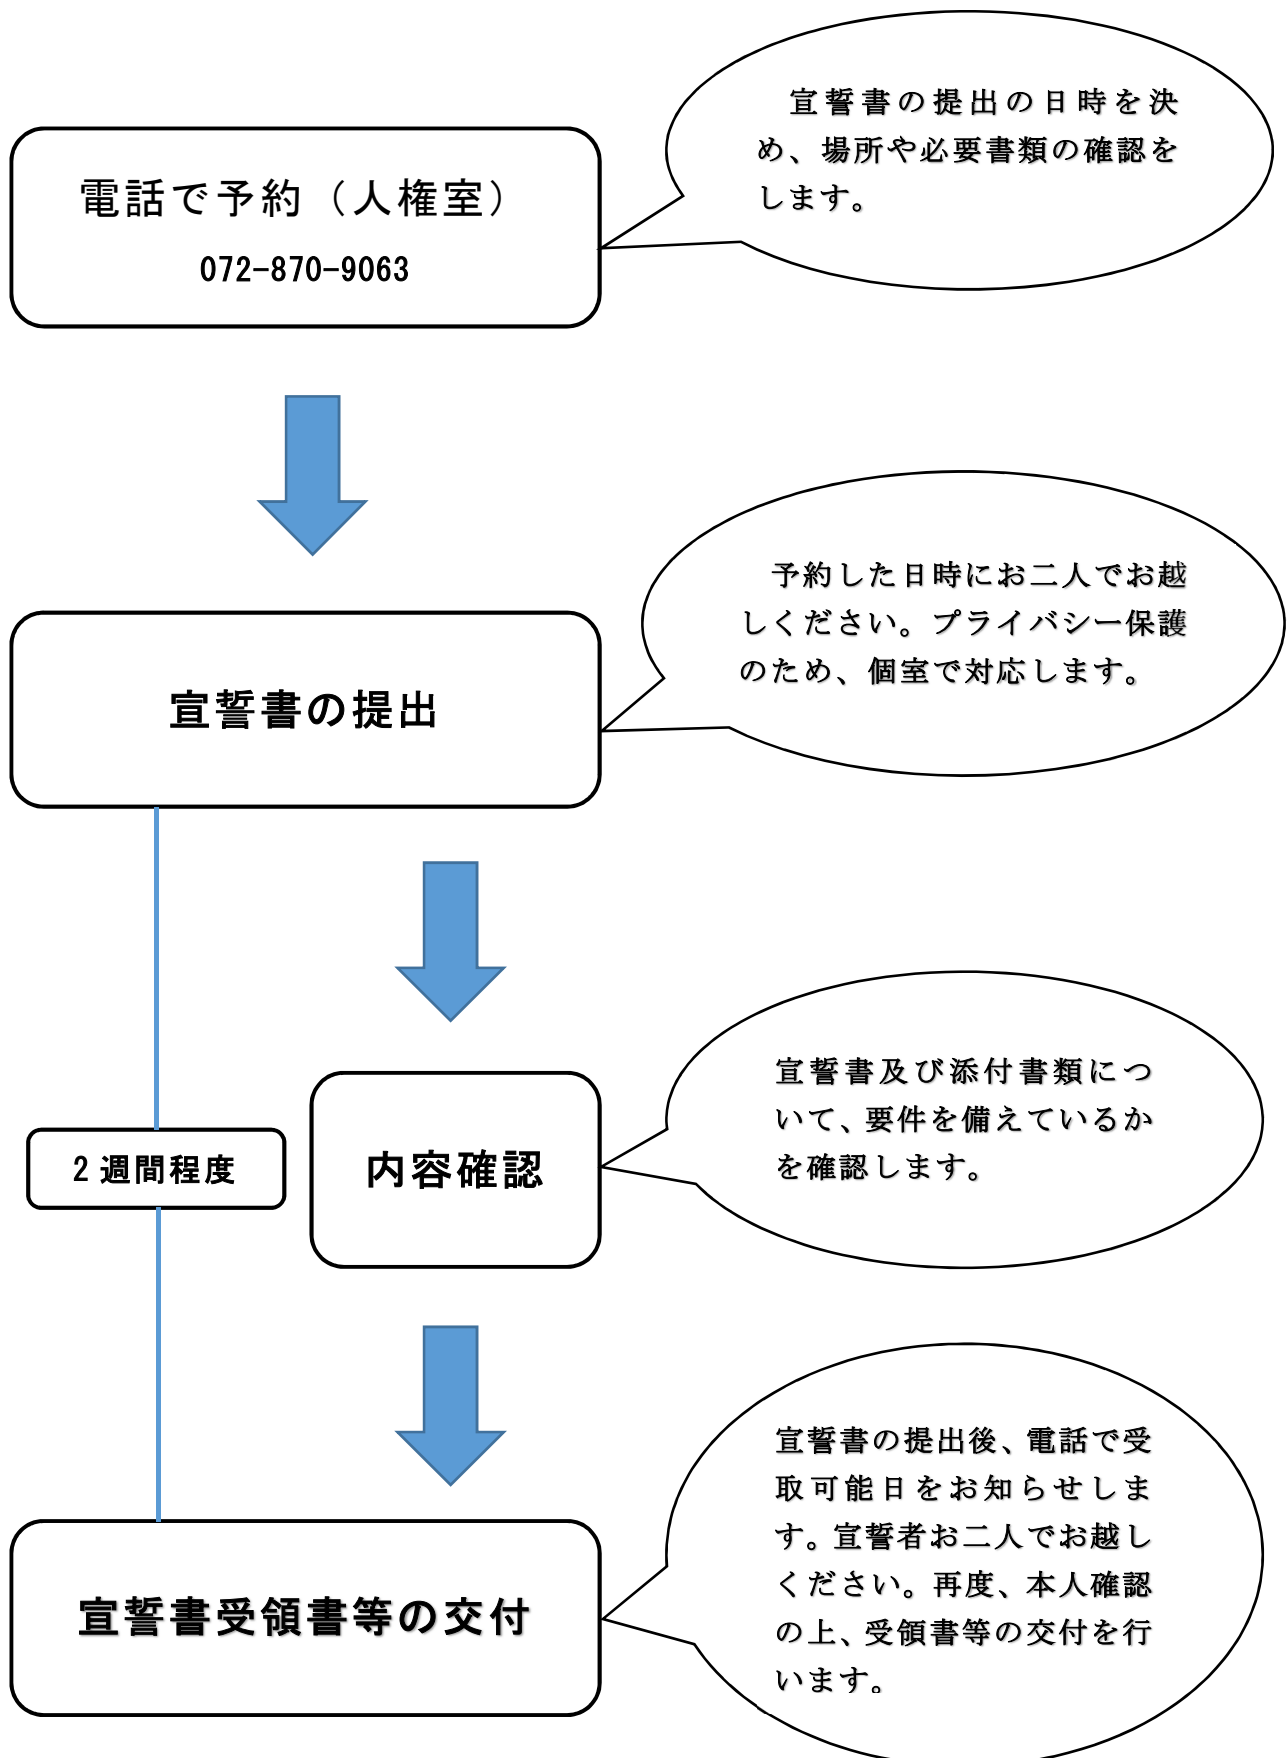 電話で予約（人権室）
072-870-9063
宣誓書の提出の日時を決
め、場所や必要書類の確認を
します。
宣誓書の提出
予約した日時にお二人でお越
しください。プライバシー保護
のため、個室で対応します。
2週間程度
内容確認
宣誓書及び添付書類につ
いて、要件を備えているか
を確認します。
宣誓書受領書等の交付
宣誓書の提出後、電話で受
取可能日をお知らせしま
す。宣誓者お二人でお越し
ください。再度、本人確認
の上、受領書等の交付を行
います。